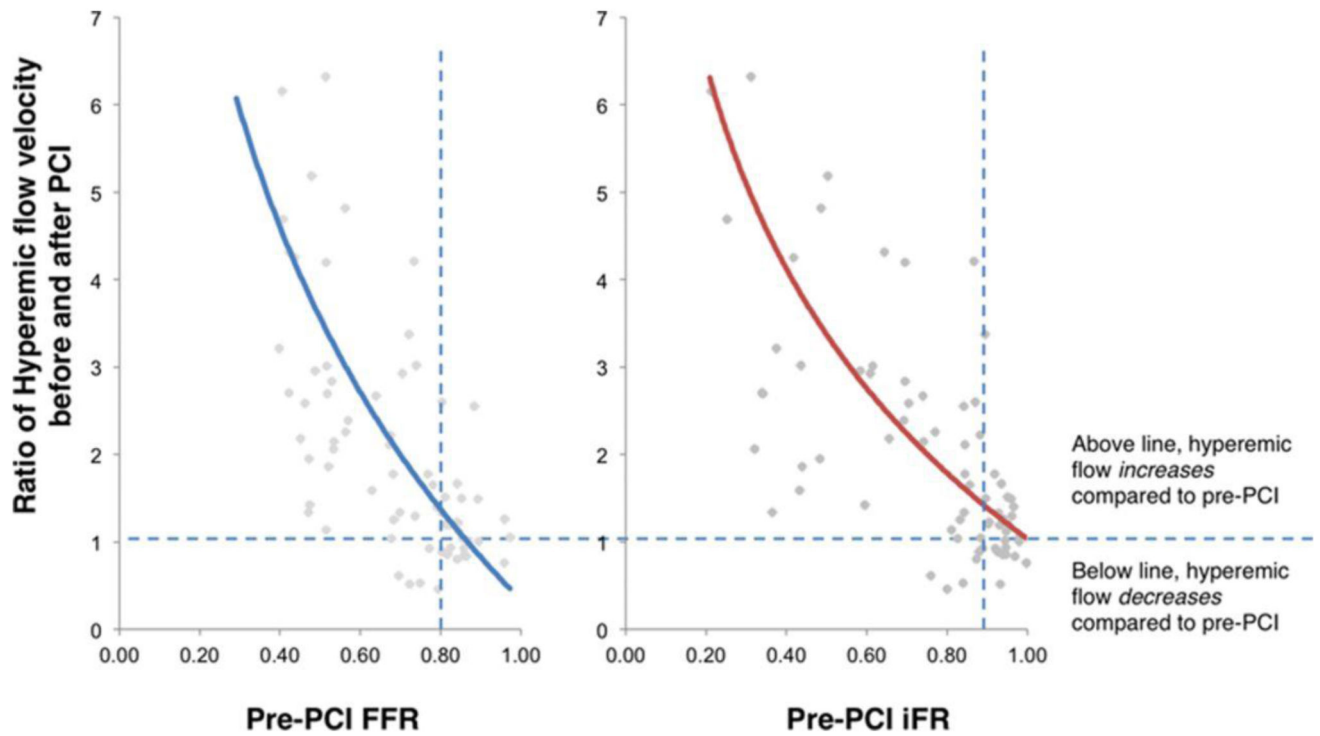 Ratio of Hyperemic flow velocity
before and after PCI
7
6
5
4
3
2
1
0
0.00 0.20 0.40 0.60 0.80 1.00
Pre-PCI FFR
7
6
5
4
3
2
1
0
0.00 0.20 0.40 0.60 0.80 1.00
Pre-PCI iFR
Above line, hyperemic
flow increases
compared to pre-PCI
Below line, hyperemic
flow decreases
compared to pre-PCI